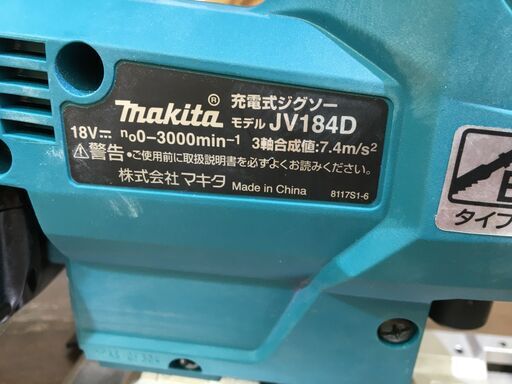 makita® 充電式ジグソー
モデル JV184D
18V⎓ n₀0-3000min⁻¹ 3軸合成値:7.4m/s²
⚠警告・ご使用前に取扱説明書を必ずよくお読みください。
株式会社マキタ Made in China 8117S1-6
タイプ